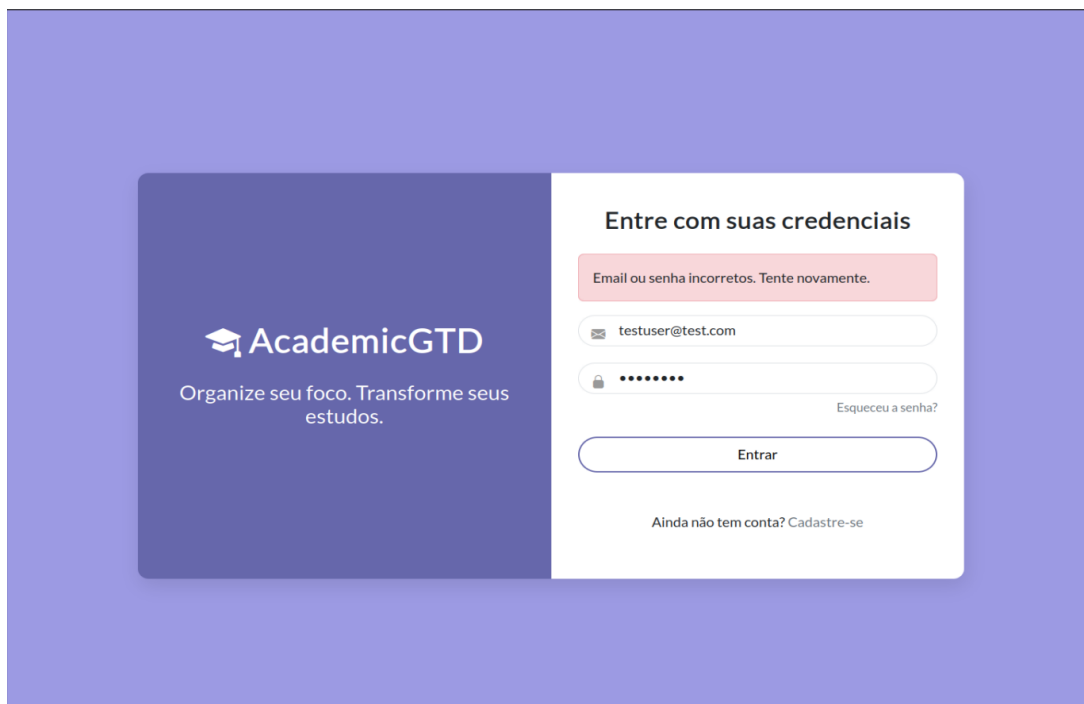 AcademicGTD
Organize seu foco. Transforme seus
estudos.
Entre com suas credenciais
Email ou senha incorretos. Tente novamente.
testuser@test.com
••••••••
Esqueceu a senha?
Entrar
Ainda não tem conta? Cadastre-se